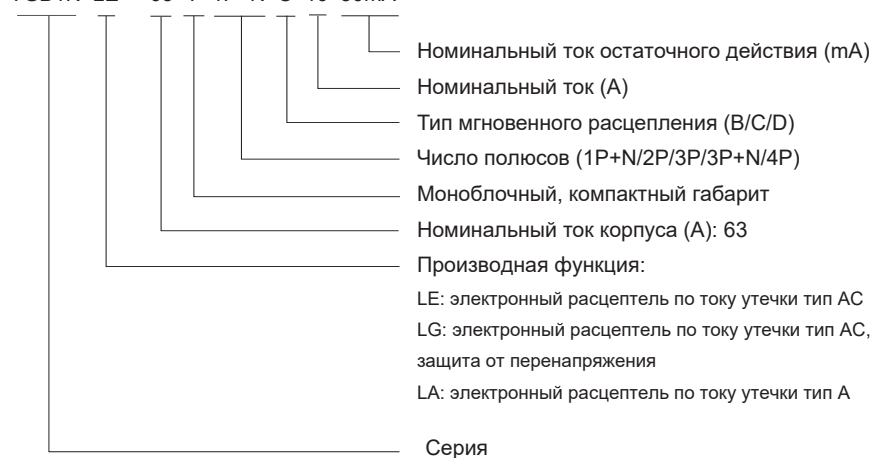 Номинальный ток остаточного действия (mA)
Номинальный ток (А)
Тип мгновенного расцепления (B/C/D)
Число полюсов (1P+N/2P/3P/3P+N/4P)
Моноблочный, компактный габарит
Номинальный ток корпуса (А): 63
Производная функция:
LE: электронный расцептель по току утечки тип AC
LG: электронный расцептель по току утечки тип AC,
защита от перенапряжения
LA: электронный расцептель по току утечки тип A
Серия